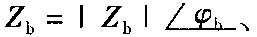 Z_b = | Z_b | ∠φ_b、